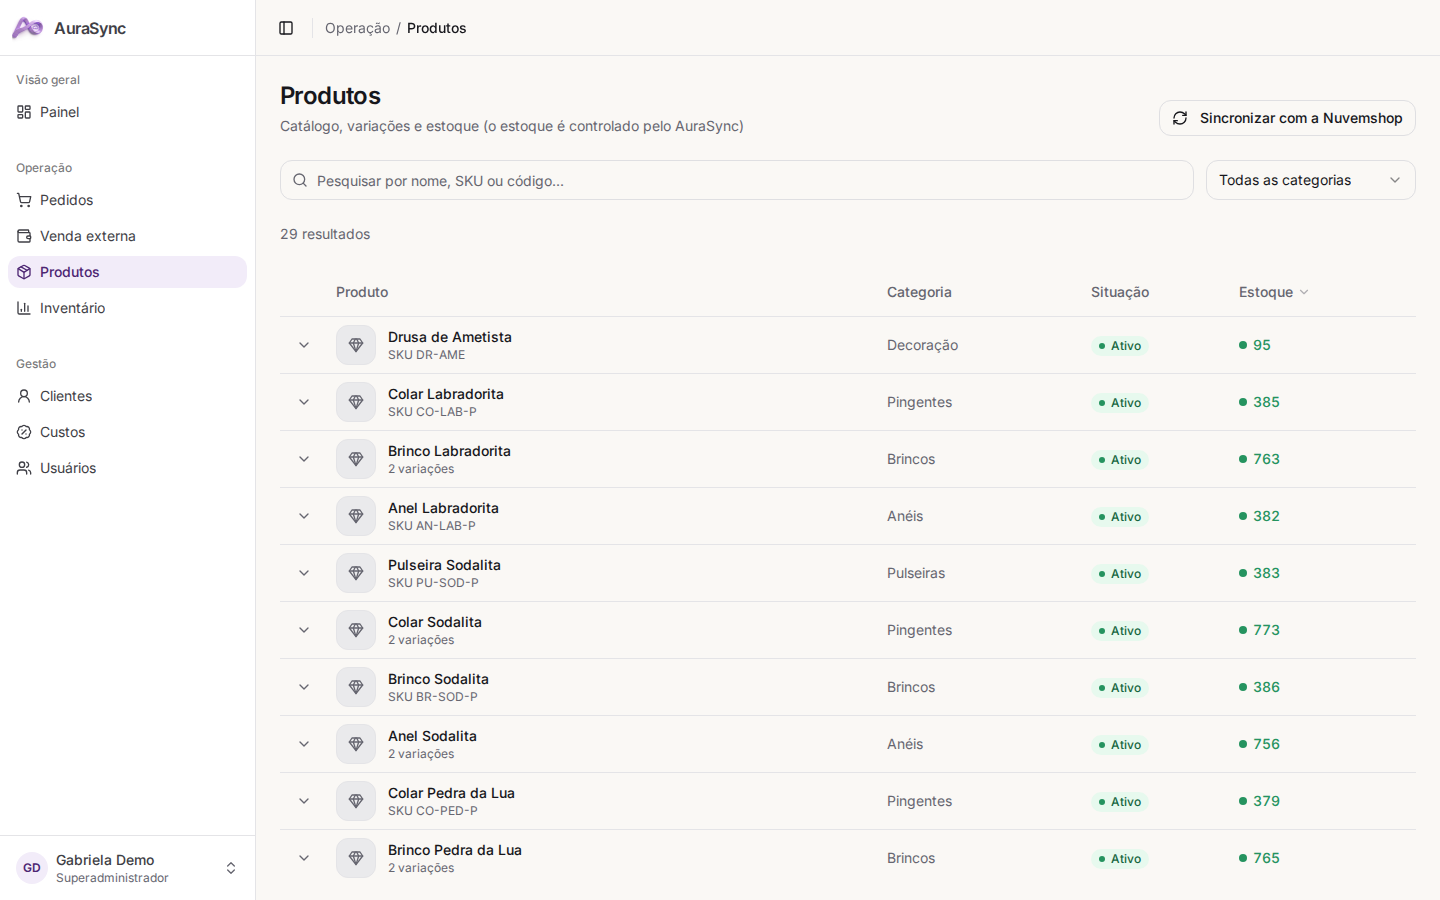 AuraSync
Operação / Produtos
Visão geral
Painel
Operação
Pedidos
Venda externa
Produtos
Inventário
Gestão
Clientes
Custos
Usuários
GD
Gabriela Demo
Superadministrador
Produtos
Catálogo, variações e estoque (o estoque é controlado pelo AuraSync)
Sincronizar com a Nuvemshop
Pesquisar por nome, SKU ou código...
Todas as categorias
29 resultados
Produto Categoria Situação Estoque
Drusa de Ametista
SKU DR-AME
Decoração Ativo 95
Colar Labradorita
SKU CO-LAB-P
Pingentes Ativo 385
Brinco Labradorita
2 variações
Brincos Ativo 763
Anel Labradorita
SKU AN-LAB-P
Anéis Ativo 382
Pulseira Sodalita
SKU PU-SOD-P
Pulseiras Ativo 383
Colar Sodalita
2 variações
Pingentes Ativo 773
Brinco Sodalita
SKU BR-SOD-P
Brincos Ativo 386
Anel Sodalita
2 variações
Anéis Ativo 756
Colar Pedra da Lua
SKU CO-PED-P
Pingentes Ativo 379
Brinco Pedra da Lua
2 variações
Brincos Ativo 765